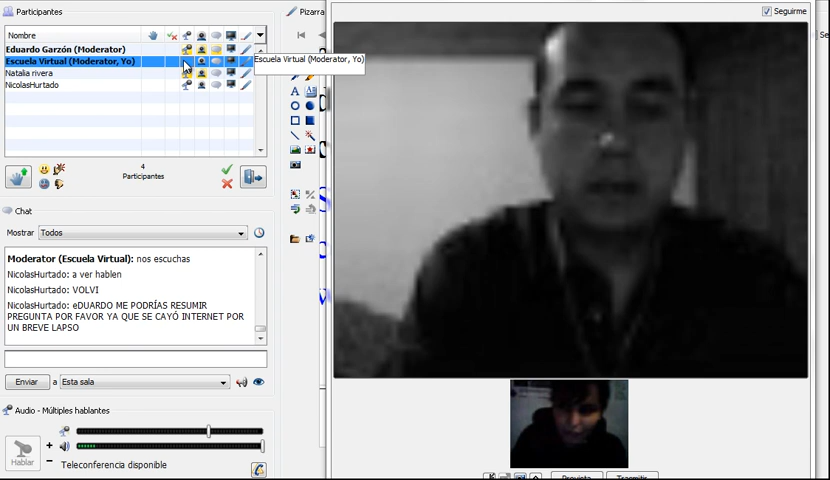 Participantes
Nombre
Eduardo Garzón (Moderator)
Escuela Virtual (Moderator, Yo)
Natalia rivera
NicolasHurtado
Escuela Virtual (Moderator, Yo)
4
Participantes
Chat
Mostrar Todos
Moderator (Escuela Virtual): nos escuchas
NicolasHurtado: a ver hablen
NicolasHurtado: VOLVI
NicolasHurtado: eDUARDO ME PODRÍAS RESUMIR
PREGUNTA POR FAVOR YA QUE SE CAYÓ INTERNET POR
UN BREVE LAPSO
Enviar a Esta sala
Audio - Múltiples hablantes
Hablar
Teleconferencia disponible
Pizarra
A
Seguirme
Se
Prevista
Transmitir